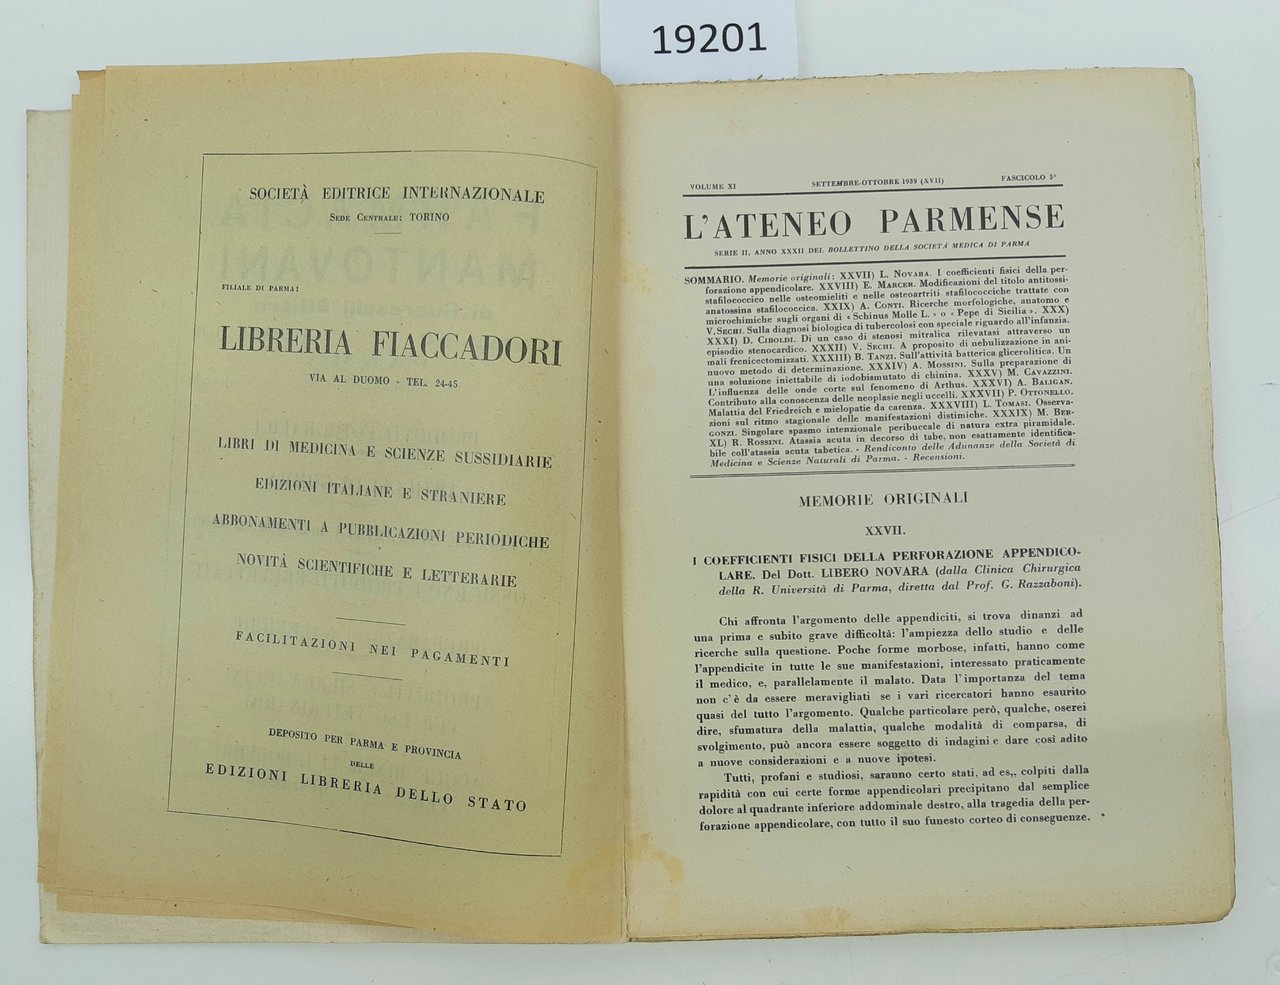 19201
SOCIETÀ EDITRICE INTERNAZIONALE
SEDE CENTRALE: TORINO
FILIALE DI PARMA:
LIBRERIA FIACCADORI
VIA AL DUOMO - TEL. 24-45
LIBRI DI MEDICINA E SCIENZE SUSSIDIARIE
EDIZIONI ITALIANE E STRANIERE
ABBONAMENTI A PUBBLICAZIONI PERIODICHE
NOVITÀ SCIENTIFICHE E LETTERARIE
FACILITAZIONI NEI PAGAMENTI
DEPOSITO PER PARMA E PROVINCIA
DELLE
EDIZIONI LIBRERIA DELLO STATO
VOLUME XI SETTEMBRE-OTTOBRE 1939 (XVII) FASCICOLO 5°
L'ATENEO PARMENSE
SERIE II, ANNO XXXII DEL BOLLETTINO DELLA SOCIETÀ MEDICA DI PARMA
SOMMARIO. Memorie originali: XXVII) L. NOVARA. I coefficienti fisici della per-
forazione appendicolare. XXVIII) E. MARCER. Modificazioni del titolo antitossi-
stafilococcico nelle osteomieliti e nelle osteoartriti stafilococciche trattate con
anatossina stafilococcica. XXIX) A. CONTI. Ricerche morfologiche, anatomo e
microchimiche sugli organi di « Schinus Molle L. » o « Pepe di Sicilia ». XXX)
V. SECHI. Sulla diagnosi biologica di tubercolosi con speciale riguardo all'infanzia.
XXXI) D. CIBOLDI. Di un caso di stenosi mitralica rilevatasi attraverso un
episodio stenocardico. XXXII) V. SECHI. A proposito di nebulizzazione in ani-
mali frenicectomizzati. XXXIII) B. TANZI. Sull'attività batterica glicerolitica. Un
nuovo metodo di determinazione. XXXIV) A. MOSSINI. Sulla preparazione di
una soluzione iniettabile di iodobismutato di chinina. XXXV) M. CAVAZZINI.
L'influenza delle onde corte sul fenomeno di Arthus. XXXVI) A. BALIGAN.
Contributo alla conoscenza delle neoplasie negli uccelli. XXXVII) P. OTTONELLO.
Malattia del Friedreich e mielopatie da carenza. XXXVIII) L. TOMASI. Osserva-
zioni sul ritmo stagionale delle manifestazioni distimiche. XXXIX) M. BER-
GONZI. Singolare spasmo intenzionale peribuccale di natura extra piramidale.
XL) R. ROSSINI. Atassia acuta in decorso di tabe, non esattamente identifica-
bile coll'atassia acuta tabetica. - Rendiconto delle Adunanze della Società di
Medicina e Scienze Naturali di Parma. - Recensioni.
MEMORIE ORIGINALI
XXVII.
I COEFFICIENTI FISICI DELLA PERFORAZIONE APPENDICO-
LARE. Del Dott. LIBERO NOVARA (dalla Clinica Chirurgica
della R. Università di Parma, diretta dal Prof. G. Razzaboni).
Chi affronta l'argomento delle appendiciti, si trova dinanzi ad
una prima e subito grave difficoltà: l'ampiezza dello studio e delle
ricerche sulla questione. Poche forme morbose, infatti, hanno come
l'appendicite in tutte le sue manifestazioni, interessato praticamente
il medico, e, parallelamente il malato. Data l'importanza del tema
non c'è da essere meravigliati se i vari ricercatori hanno esaurito
quasi del tutto l'argomento. Qualche particolare però, qualche, oserei
dire, sfumatura della malattia, qualche modalità di comparsa, di
svolgimento, può ancora essere soggetto di indagini e dare così adito
a nuove considerazioni e a nuove ipotesi.
Tutti, profani e studiosi, saranno certo stati, ad es,, colpiti dalla
rapidità con cui certe forme appendicolari precipitano dal semplice
dolore al quadrante inferiore addominale destro, alla tragedia della per-
forazione appendicolare, con tutto il suo funesto corteo di conseguenze.